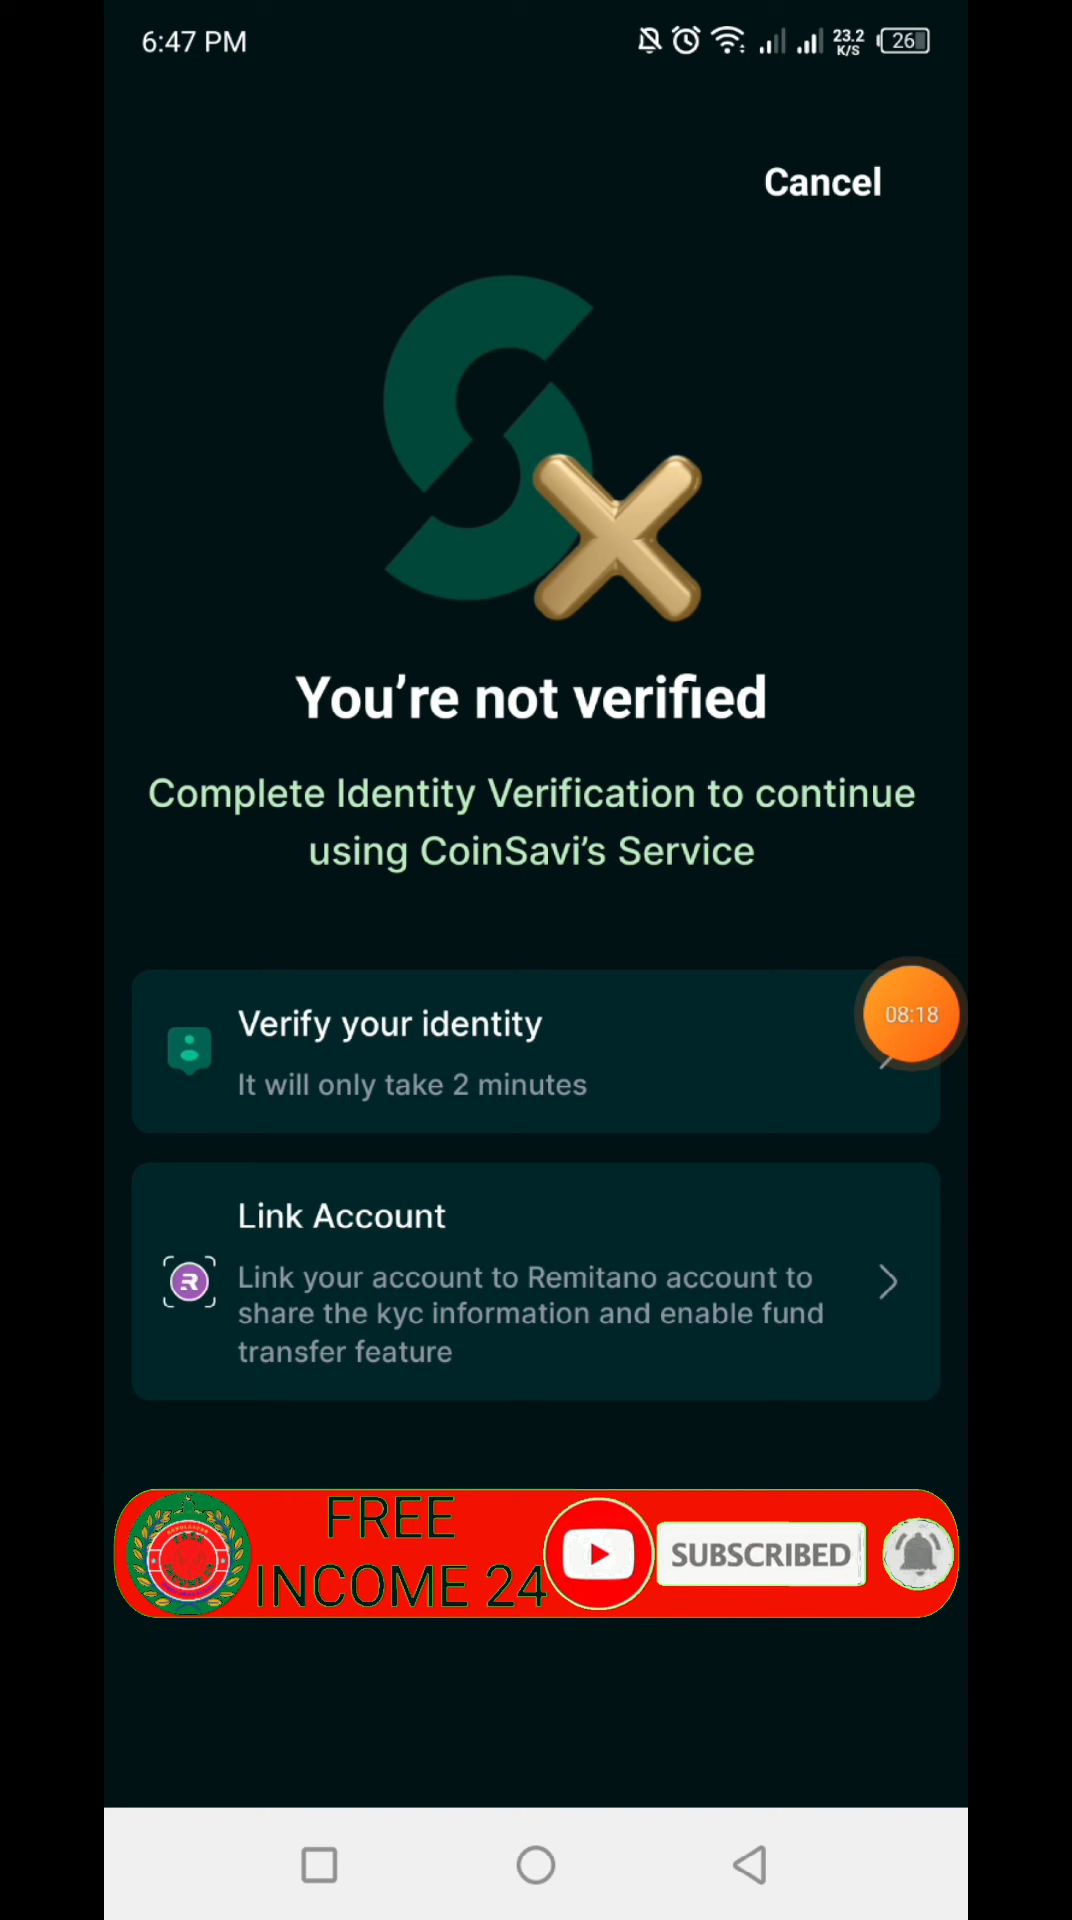 6:47 PM
23.2
K/S
26
Cancel
You’re not verified
Complete Identity Verification to continue
using CoinSavi’s Service
Verify your identity
It will only take 2 minutes
08:18
Link Account
Link your account to Remitano account to
share the kyc information and enable fund
transfer feature
FREE
INCOME 24
SUBSCRIBED